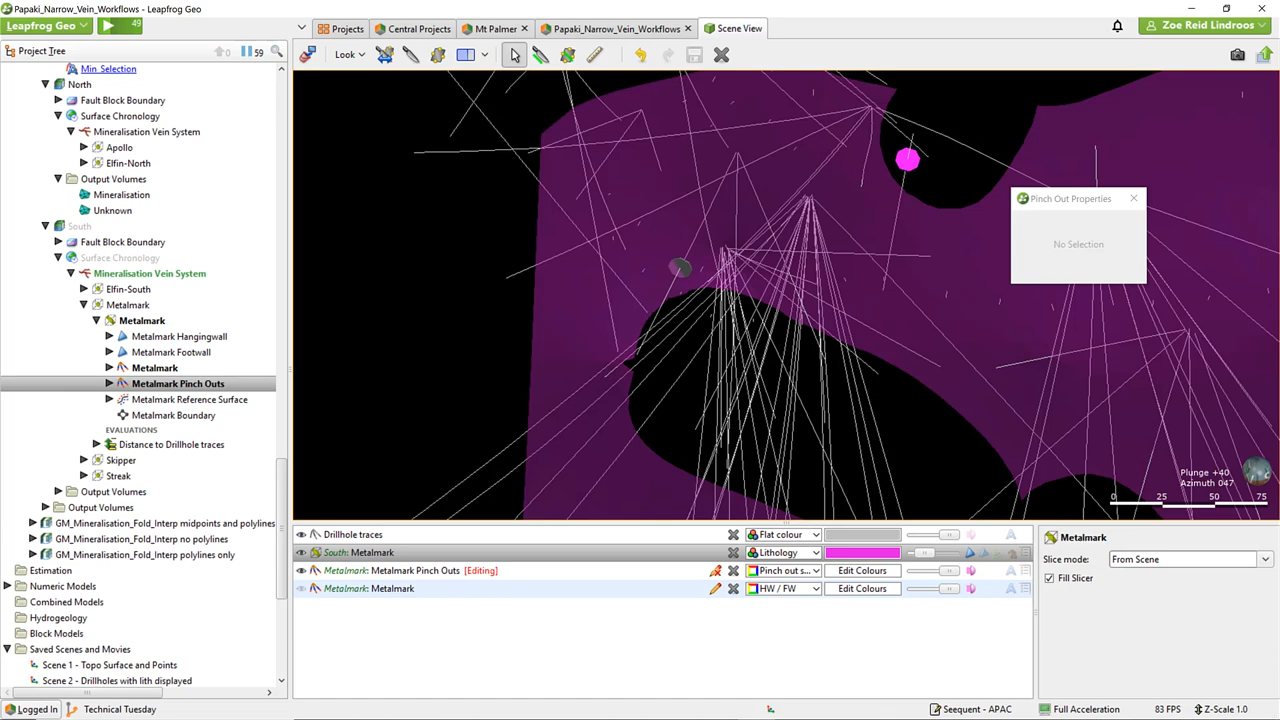 Papaki_Narrow_Vein_Workflows - Leapfrog Geo
Leapfrog Geo
49
Projects
Central Projects
Mt Palmer
Papaki_Narrow_Vein_Workflows
Scene View
Zoe Reid Lindroos
Project Tree
0
59
Look
Min_Selection
North
Fault Block Boundary
Surface Chronology
Mineralisation Vein System
Apollo
Elfin-North
Output Volumes
Mineralisation
Unknown
South
Fault Block Boundary
Surface Chronology
Mineralisation Vein System
Elfin-South
Metalmark
Metalmark
Metalmark Hangingwall
Metalmark Footwall
Metalmark
Metalmark Pinch Outs
Metalmark Reference Surface
Metalmark Boundary
EVALUATIONS
Distance to Drillhole traces
Skipper
Streak
Output Volumes
Output Volumes
GM_Mineralisation_Fold_Interp midpoints and polylines
GM_Mineralisation_Fold_Interp no polylines
GM_Mineralisation_Fold_Interp polylines only
Estimation
Numeric Models
Combined Models
Hydrogeology
Block Models
Saved Scenes and Movies
Scene 1 - Topo Surface and Points
Scene 2 - Drillholes with lith displayed
Pinch Out Properties
No Selection
Plunge +40
Azimuth 047
0 25 50 75
Drillhole traces
Flat colour
South: Metalmark
Lithology
Metalmark: Metalmark Pinch Outs [Editing]
Pinch out s...
Edit Colours
Metalmark: Metalmark
HW / FW
Edit Colours
Metalmark
Slice mode:
From Scene
Fill Slicer
Logged In
Technical Tuesday
Seequent - APAC
Full Acceleration
83 FPS
Z-Scale 1.0